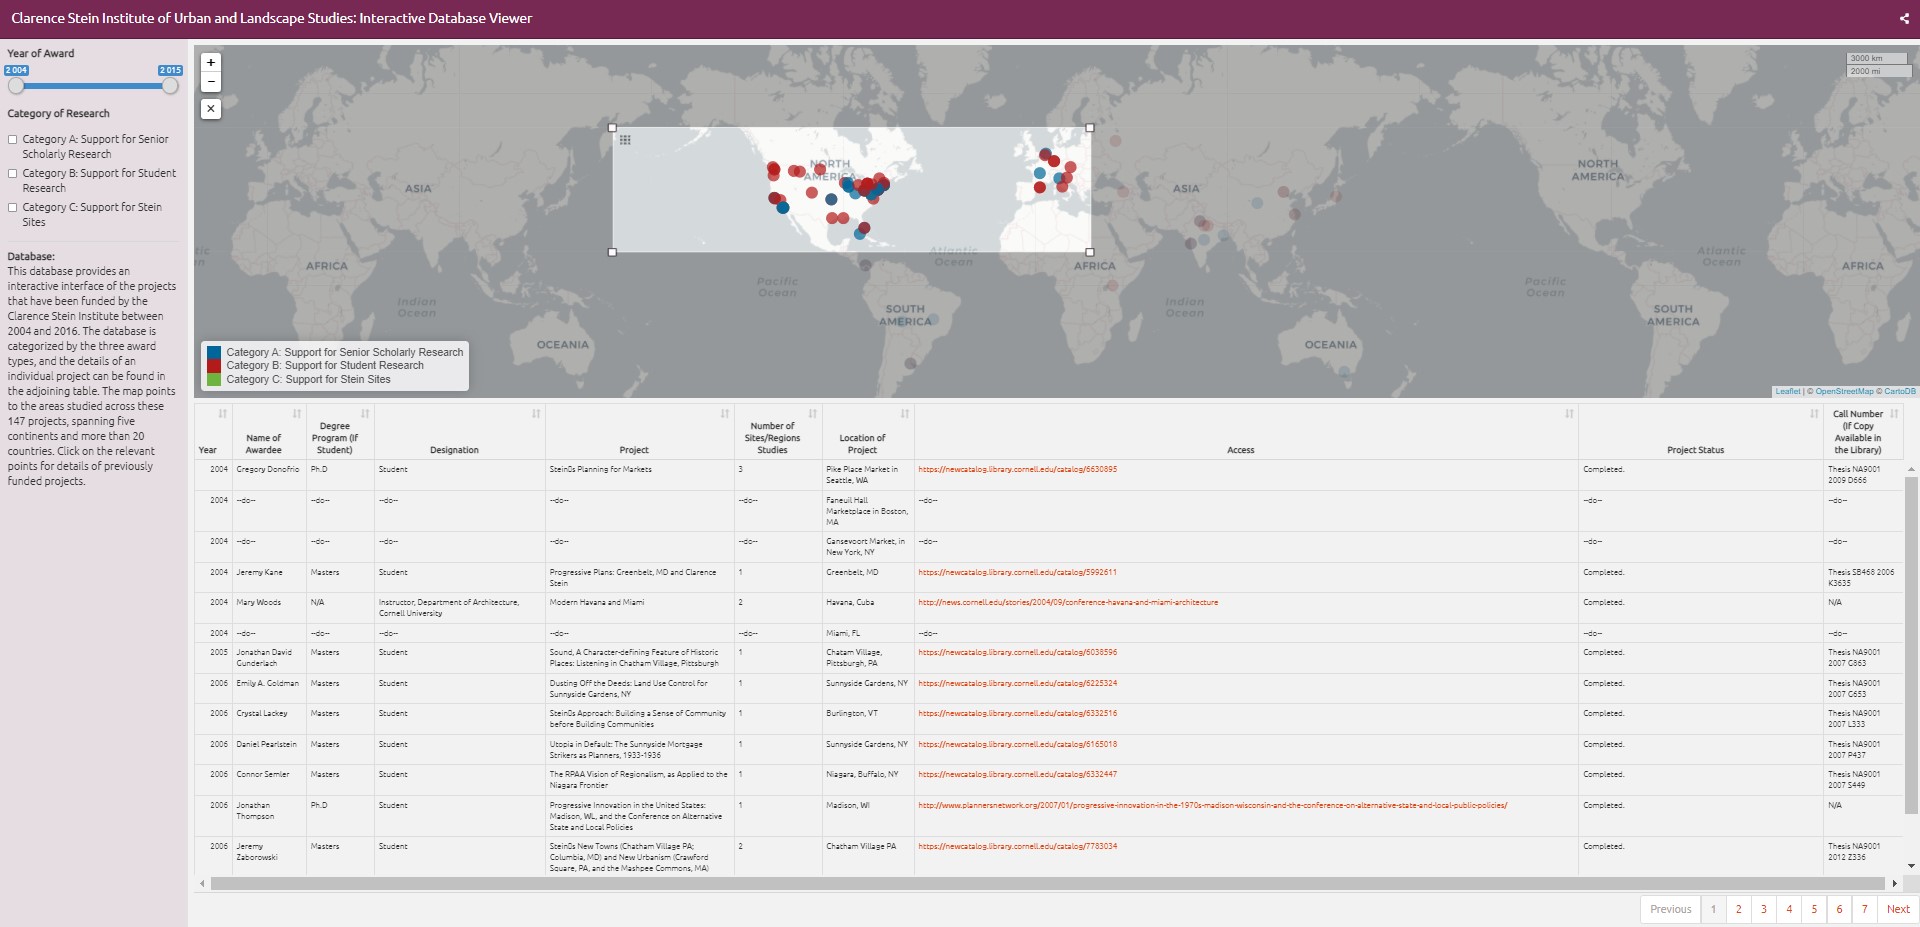 Clarence Stein Institute of Urban and Landscape Studies: Interactive Database Viewer
Year of Award
2 004 2 015
Category of Research
Category A: Support for Senior
Scholarly Research
Category B: Support for Student
Research
Category C: Support for Stein
Sites
Database:
This database provides an
interactive interface of the projects
that have been funded by the
Clarence Stein Institute between
2004 and 2016. The database is
categorized by the three award
types, and the details of an
individual project can be found in
the adjoining table. The map points
to the areas studied across these
147 projects, spanning five
continents and more than 20
countries. Click on the relevant
points for details of previously
funded projects.
+
−
×
3000 km
2000 mi
NORTH
AMERICA
NORTH
AMERICA
ASIA
ASIA
AFRICA
AFRICA
AFRICA
Atlantic
Ocean
Atlantic
Ocean
Pacific
Ocean
Pacific
Ocean
Indian
Ocean
Indian
Ocean
SOUTH
AMERICA
SOUTH
AMERICA
OCEANIA
OCEANIA
Category A: Support for Senior Scholarly Research
Category B: Support for Student Research
Category C: Support for Stein Sites
Leaflet | © OpenStreetMap © CartoDB
Year
Name of
Awardee
Degree
Program (If
Student)
Designation
Project
Number of
Sites/Regions
Studies
Location of
Project
Access
Project Status
Call Number
(If Copy
Available in
the Library)
2004 Gregory Donofrio Ph.D Student Stein▯s Planning for Markets 3 Pike Place Market in https://newcatalog.library.cornell.edu/catalog/6630895 Completed. Thesis NA9001
Seattle, WA 2009 D666
2004 --do-- --do-- --do-- --do-- --do-- Faneuil Hall --do-- --do-- --do--
Marketplace in Boston,
MA
2004 --do-- --do-- --do-- --do-- --do-- Gansevoort Market, in --do-- --do-- --do--
New York, NY
2004 Jeremy Kane Masters Student Progressive Plans: Greenbelt, MD and Clarence 1 Greenbelt, MD https://newcatalog.library.cornell.edu/catalog/5992611 Completed. Thesis SB468 2006
Stein K3635
2004 Mary Woods N/A Instructor, Department of Architecture, Modern Havana and Miami 2 Havana, Cuba http://news.cornell.edu/stories/2004/09/conference-havana-and-miami-architecture Completed. N/A
Cornell University
2004 --do-- --do-- --do-- --do-- --do-- Miami, FL --do-- --do-- --do--
2005 Jonathan David Masters Student Sound, A Character-defining Feature of Historic 1 Chatam Village, https://newcatalog.library.cornell.edu/catalog/6038596 Completed. Thesis NA9001
Gunderlach Places: Listening in Chatham Village, Pittsburgh Pittsburgh, PA 2007 G863
2006 Emily A. Goldman Masters Student Dusting Off the Deeds: Land Use Control for 1 Sunnyside Gardens, NY https://newcatalog.library.cornell.edu/catalog/6225324 Completed. Thesis NA9001
Sunnyside Gardens, NY 2007 G653
2006 Crystal Lackey Masters Student Stein▯s Approach: Building a Sense of Community 1 Burlington, VT https://newcatalog.library.cornell.edu/catalog/6332516 Completed. Thesis NA9001
before Building Communities 2007 L333
2006 Daniel Pearlstein Masters Student Utopia in Default: The Sunnyside Mortgage 1 Sunnyside Gardens, NY https://newcatalog.library.cornell.edu/catalog/6165018 Completed. Thesis NA9001
Strikers as Planners, 1933-1936 2007 P437
2006 Connor Semler Masters Student The RPAA Vision of Regionalism, as Applied to the 1 Niagara, Buffalo, NY https://newcatalog.library.cornell.edu/catalog/6332447 Completed. Thesis NA9001
Niagara Frontier 2007 S449
2006 Jonathan Ph.D Student Progressive Innovation in the United States: 1 Madison, WI http://www.plannersnetwork.org/2007/01/progressive-innovation-in-the-1970s-madison-wisconsin-and-the-conference-on-alternative-state-and-local-public-policies/ Completed. N/A
Thompson Madison, WI, and the Conference on Alternative
State and Local Policies
2006 Jeremy Masters Student Stein▯s New Towns (Chatham Village PA; 2 Chatham Village PA https://newcatalog.library.cornell.edu/catalog/7783034 Completed. Thesis NA9001
Zaborowski Columbia, MD) and New Urbanism (Crawford 2012 Z336
Square, PA, and the Mashpee Commons, MA)
Previous 1 2 3 4 5 6 7 Next